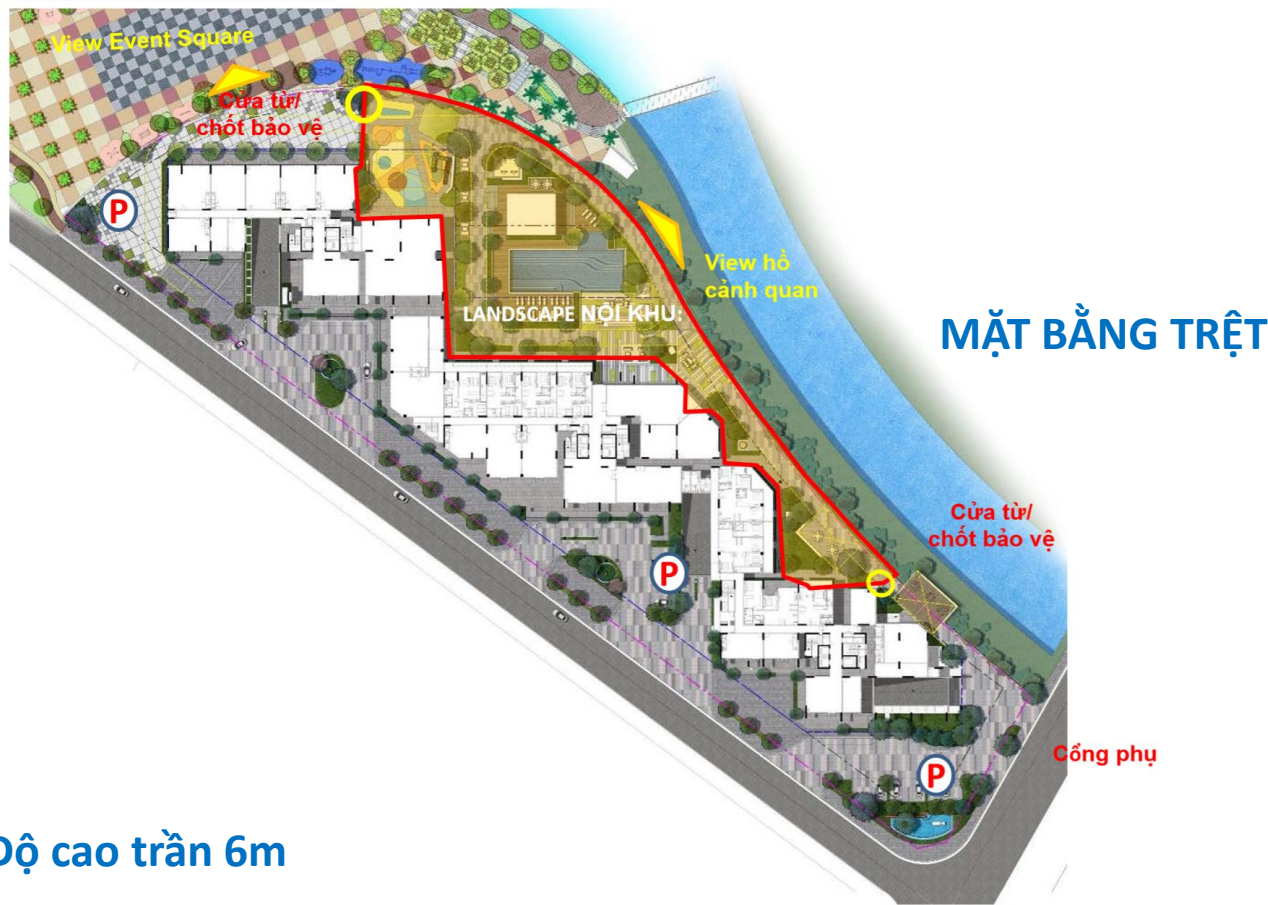 View Event Square
Cửa từ/
chốt bảo vệ
P
View hồ
cảnh quan
LANDSCAPE NỘI KHU:
MẶT BẰNG TRỆT
Cửa từ/
chốt bảo vệ
P
Cổng phụ
P
Độ cao trần 6m